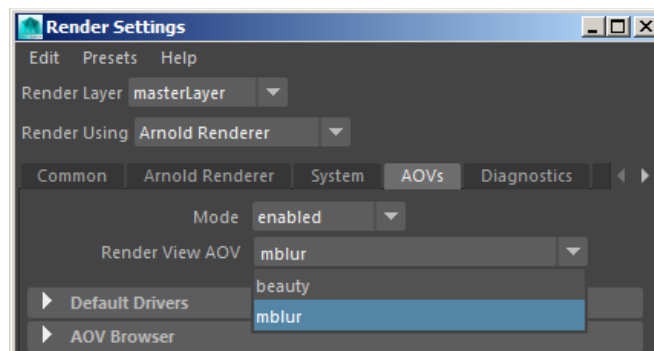 Render Settings
Edit Presets Help
Render Layer masterLayer
Render Using Arnold Renderer
Common Arnold Renderer System AOVs Diagnostics
Mode enabled
Render View AOV mblur
beauty
Default Drivers
mblur
AOV Browser